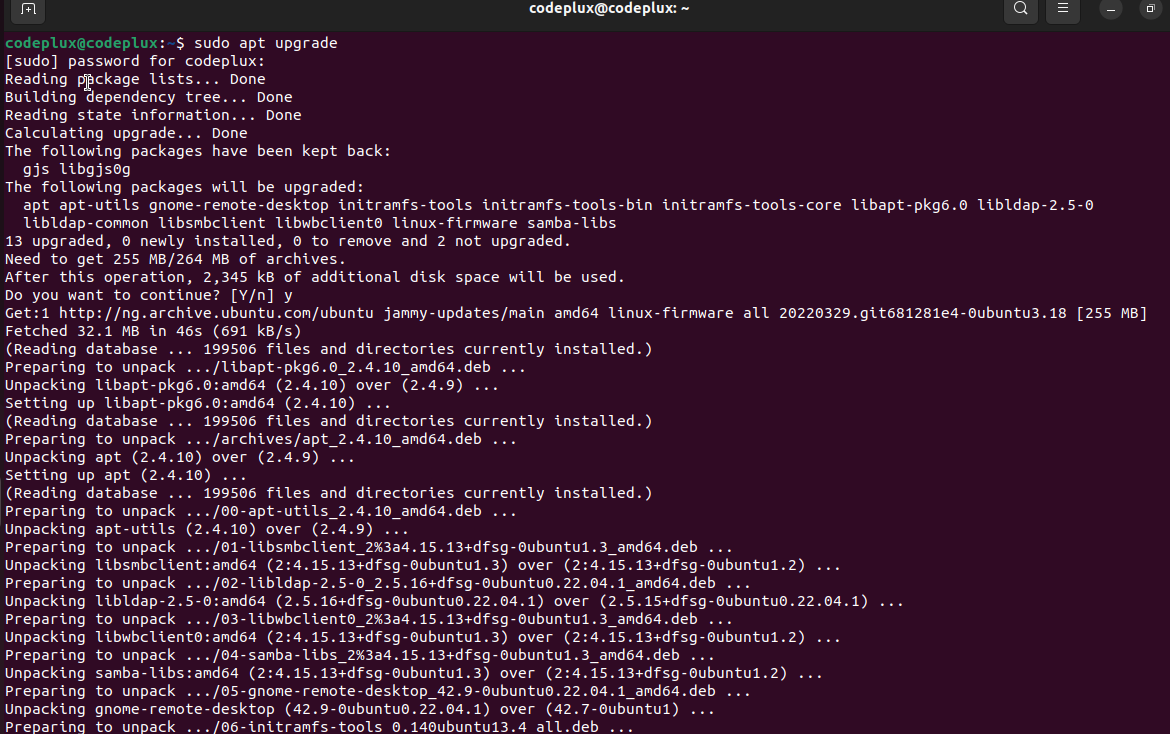 codeplux@codeplux: ~
codeplux@codeplux:~$ sudo apt upgrade
[sudo] password for codeplux:
Reading package lists... Done
Building dependency tree... Done
Reading state information... Done
Calculating upgrade... Done
The following packages have been kept back:
  gjs libgjs0g
The following packages will be upgraded:
  apt apt-utils gnome-remote-desktop initramfs-tools initramfs-tools-bin initramfs-tools-core libapt-pkg6.0 libldap-2.5-0
  libldap-common libsmbclient libwbclient0 linux-firmware samba-libs
13 upgraded, 0 newly installed, 0 to remove and 2 not upgraded.
Need to get 255 MB/264 MB of archives.
After this operation, 2,345 kB of additional disk space will be used.
Do you want to continue? [Y/n] y
Get:1 http://ng.archive.ubuntu.com/ubuntu jammy-updates/main amd64 linux-firmware all 20220329.git681281e4-0ubuntu3.18 [255 MB]
Fetched 32.1 MB in 46s (691 kB/s)
(Reading database ... 199506 files and directories currently installed.)
Preparing to unpack .../libapt-pkg6.0_2.4.10_amd64.deb ...
Unpacking libapt-pkg6.0:amd64 (2.4.10) over (2.4.9) ...
Setting up libapt-pkg6.0:amd64 (2.4.10) ...
(Reading database ... 199506 files and directories currently installed.)
Preparing to unpack .../archives/apt_2.4.10_amd64.deb ...
Unpacking apt (2.4.10) over (2.4.9) ...
Setting up apt (2.4.10) ...
(Reading database ... 199506 files and directories currently installed.)
Preparing to unpack .../00-apt-utils_2.4.10_amd64.deb ...
Unpacking apt-utils (2.4.10) over (2.4.9) ...
Preparing to unpack .../01-libsmbclient_2%3a4.15.13+dfsg-0ubuntu1.3_amd64.deb ...
Unpacking libsmbclient:amd64 (2:4.15.13+dfsg-0ubuntu1.3) over (2:4.15.13+dfsg-0ubuntu1.2) ...
Preparing to unpack .../02-libldap-2.5-0_2.5.16+dfsg-0ubuntu0.22.04.1_amd64.deb ...
Unpacking libldap-2.5-0:amd64 (2.5.16+dfsg-0ubuntu0.22.04.1) over (2.5.15+dfsg-0ubuntu0.22.04.1) ...
Preparing to unpack .../03-libwbclient0_2%3a4.15.13+dfsg-0ubuntu1.3_amd64.deb ...
Unpacking libwbclient0:amd64 (2:4.15.13+dfsg-0ubuntu1.3) over (2:4.15.13+dfsg-0ubuntu1.2) ...
Preparing to unpack .../04-samba-libs_2%3a4.15.13+dfsg-0ubuntu1.3_amd64.deb ...
Unpacking samba-libs:amd64 (2:4.15.13+dfsg-0ubuntu1.3) over (2:4.15.13+dfsg-0ubuntu1.2) ...
Preparing to unpack .../05-gnome-remote-desktop_42.9-0ubuntu0.22.04.1_amd64.deb ...
Unpacking gnome-remote-desktop (42.9-0ubuntu0.22.04.1) over (42.7-0ubuntu1) ...
Preparing to unpack .../06-initramfs-tools_0.140ubuntu13.4_all.deb ...